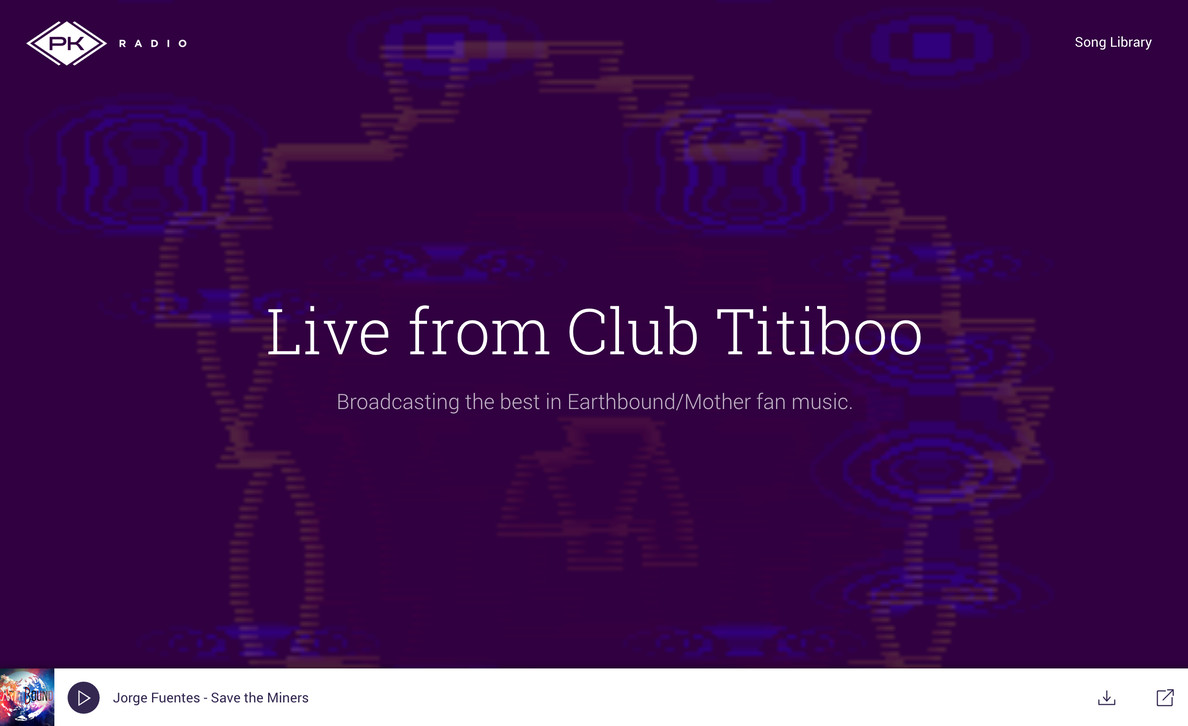 PK RADIO
Song Library
Live from Club Titiboo
Broadcasting the best in Earthbound/Mother fan music.
Jorge Fuentes - Save the Miners